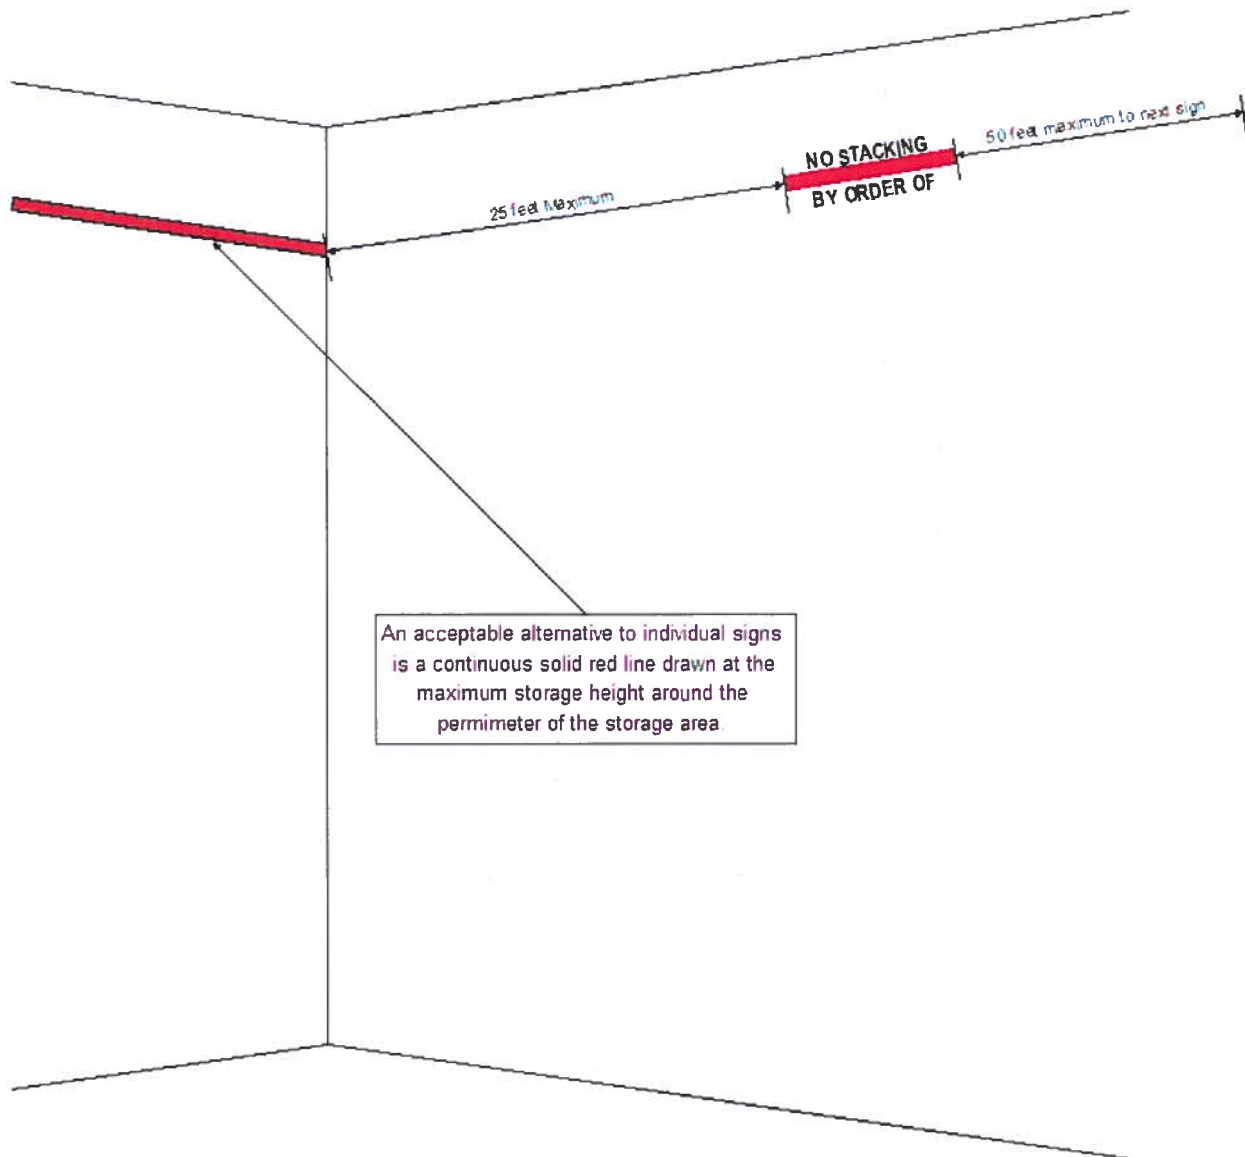 50 feet maximum to next sign
NO STACKING
BY ORDER OF
25 feet Maximum
An acceptable alternative to individual signs
is a continuous solid red line drawn at the
maximum storage height around the
permimeter of the storage area